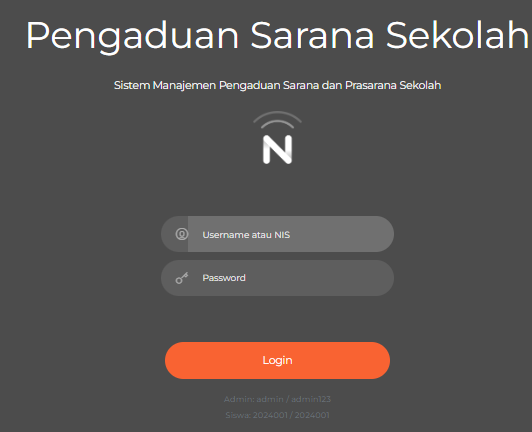 Pengaduan Sarana Sekolah
Sistem Manajemen Pengaduan Sarana dan Prasarana Sekolah
N
Username atau NIS
Password
Login
Admin: admin / admin123
Siswa: 2024001 / 2024001